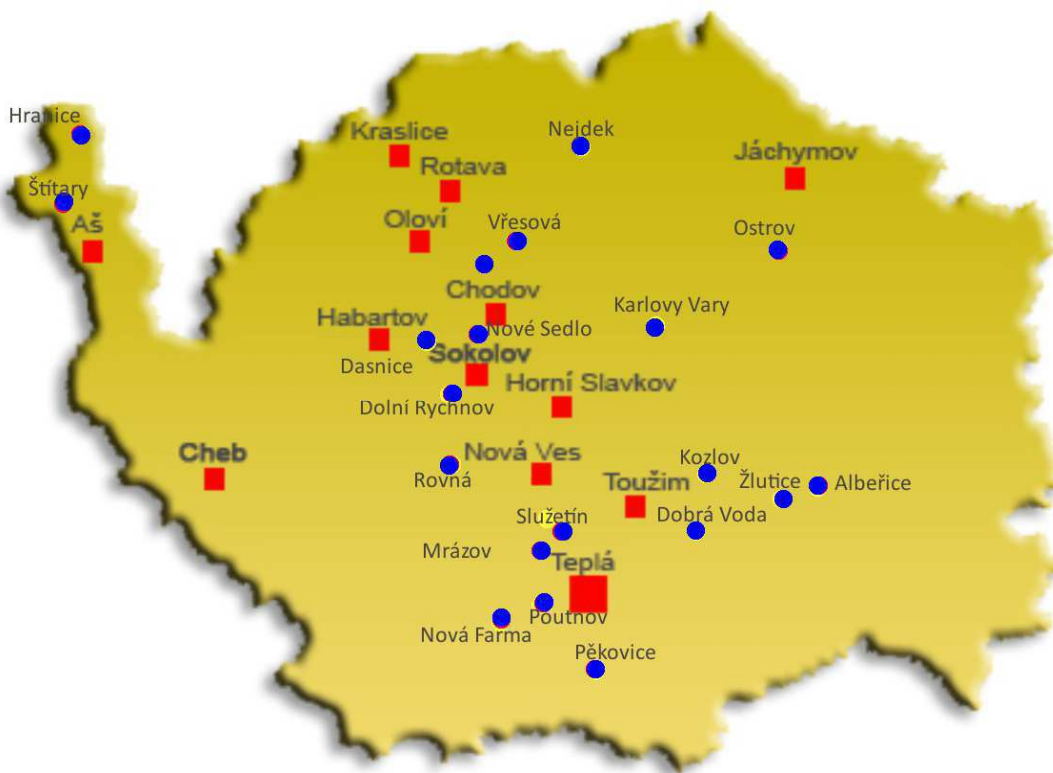 Hranice
Nejdek
Kraslice
Jáchymov
Rotava
Štítary
Aš
Oloví
Vřesová
Ostrov
Chodov
Karlovy Vary
Habartov
Nové Sedlo
Sokolov
Dasnice
Horní Slavkov
Dolní Rychnov
Cheb
Nová Ves
Kozlov
Rovná
Toužim
Žlutice
Albeřice
Služetín
Dobrá Voda
Mrázov
Teplá
Poutnov
Nová Farma
Pěkovice